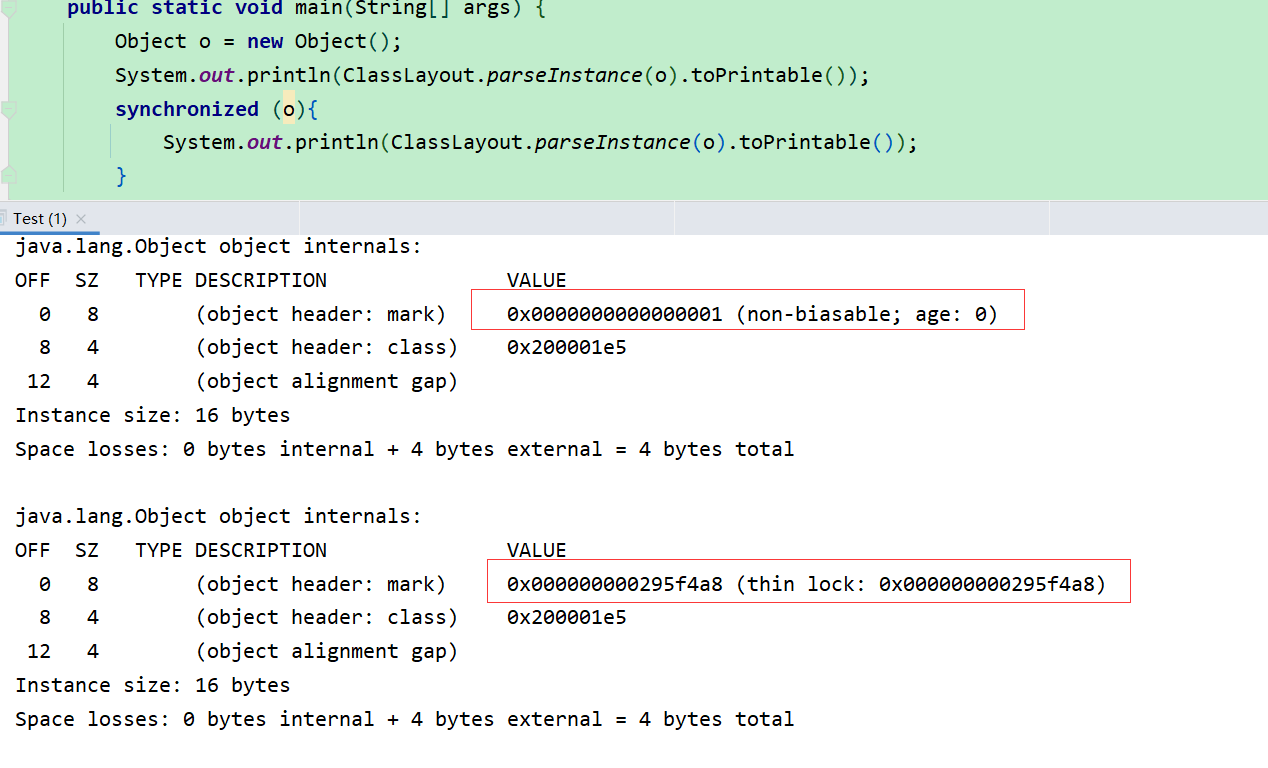 public static void main(String[] args) {
Object o = new Object();
System.out.println(ClassLayout.parseInstance(o).toPrintable());
synchronized (o){
System.out.println(ClassLayout.parseInstance(o).toPrintable());
}
Test (1) ×
java.lang.Object object internals:
OFF SZ TYPE DESCRIPTION VALUE
0 8 (object header: mark) 0x0000000000000001 (non-biasable; age: 0)
8 4 (object header: class) 0x200001e5
12 4 (object alignment gap)
Instance size: 16 bytes
Space losses: 0 bytes internal + 4 bytes external = 4 bytes total
java.lang.Object object internals:
OFF SZ TYPE DESCRIPTION VALUE
0 8 (object header: mark) 0x000000000295f4a8 (thin lock: 0x000000000295f4a8)
8 4 (object header: class) 0x200001e5
12 4 (object alignment gap)
Instance size: 16 bytes
Space losses: 0 bytes internal + 4 bytes external = 4 bytes total